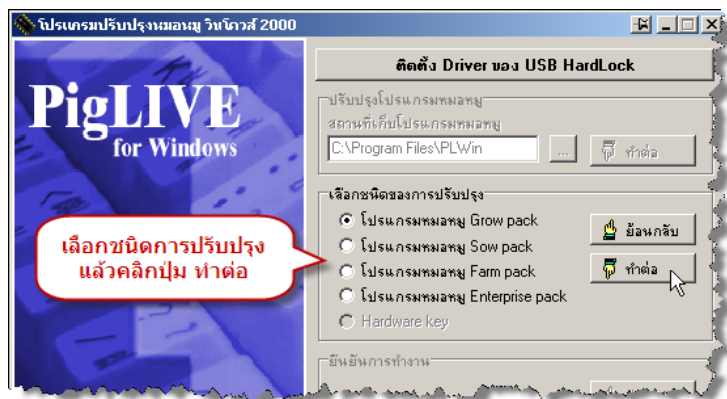 โปรแกรมปรับปรุงหมอหมู วินโดวส์ 2000
ติดตั้ง Driver ของ USB HardLock
PigLIVE
for Windows
ปรับปรุงโปรแกรมหมอหมู
สถานที่เก็บโปรแกรมหมอหมู
C:\Program Files\PLWin
...
ทำต่อ
เลือกชนิดของการปรับปรุง
โปรแกรมหมอหมู Grow pack
โปรแกรมหมอหมู Sow pack
โปรแกรมหมอหมู Farm pack
โปรแกรมหมอหมู Enterprise pack
Hardware key
ย้อนกลับ
ทำต่อ
เลือกชนิดการปรับปรุง
แล้วคลิกปุ่ม ทำต่อ
ยืนยันการทำงาน